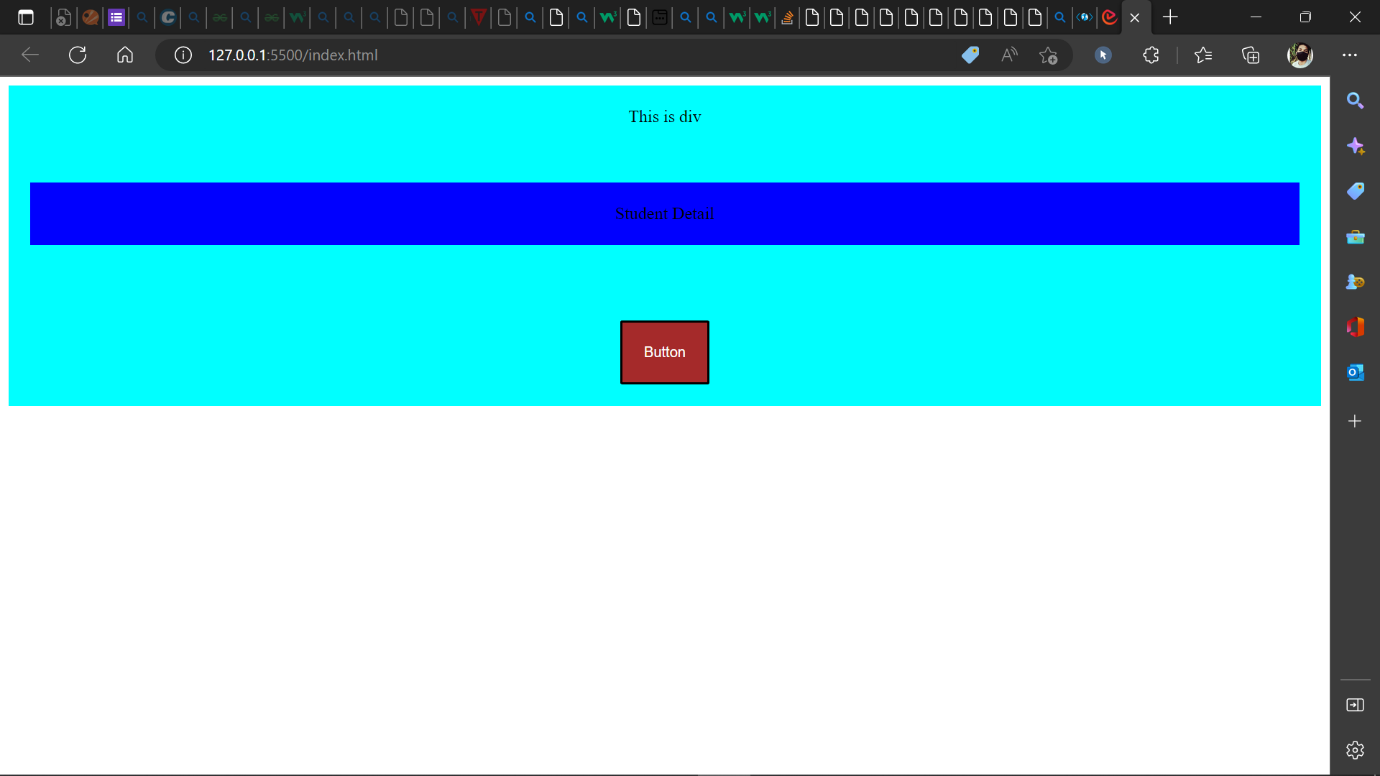 127.0.0.1:5500/index.html
This is div
Student Detail
Button